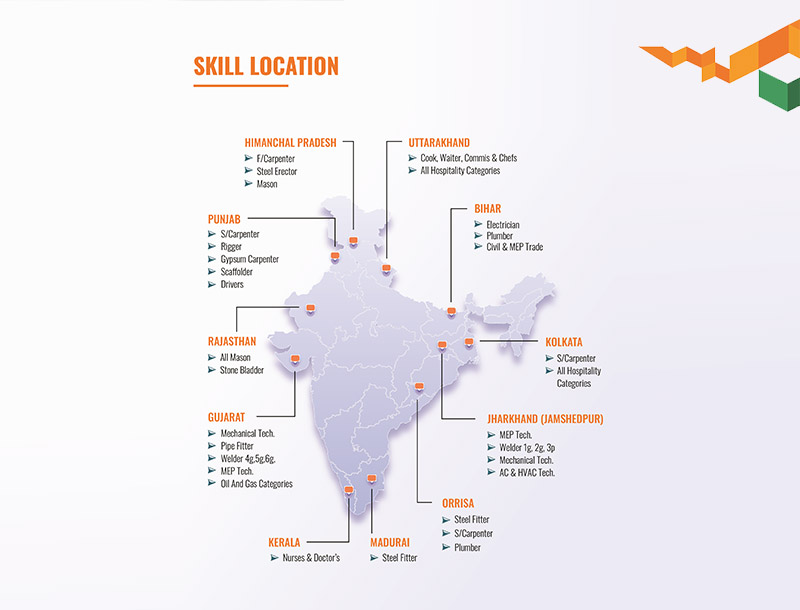 SKILL LOCATION
HIMANCHAL PRADESH
F/Carpenter
Steel Erector
Mason
UTTARAKHAND
Cook, Waiter, Commis & Chefs
All Hospitality Categories
PUNJAB
S/Carpenter
Rigger
Gypsum Carpenter
Scaffolder
Drivers
BIHAR
Electrician
Plumber
Civil & MEP Trade
RAJASTHAN
All Mason
Stone Bladder
KOLKATA
S/Carpenter
All Hospitality
Categories
GUJARAT
Mechanical Tech.
Pipe Fitter
Welder 4g,5g,6g,
MEP Tech.
Oil And Gas Categories
JHARKHAND (JAMSHEDPUR)
MEP Tech.
Welder 1g, 2g, 3p
Mechanical Tech.
AC & HVAC Tech.
ORRISA
Steel Fitter
S/Carpenter
Plumber
KERALA
Nurses & Doctor's
MADURAI
Steel Fitter